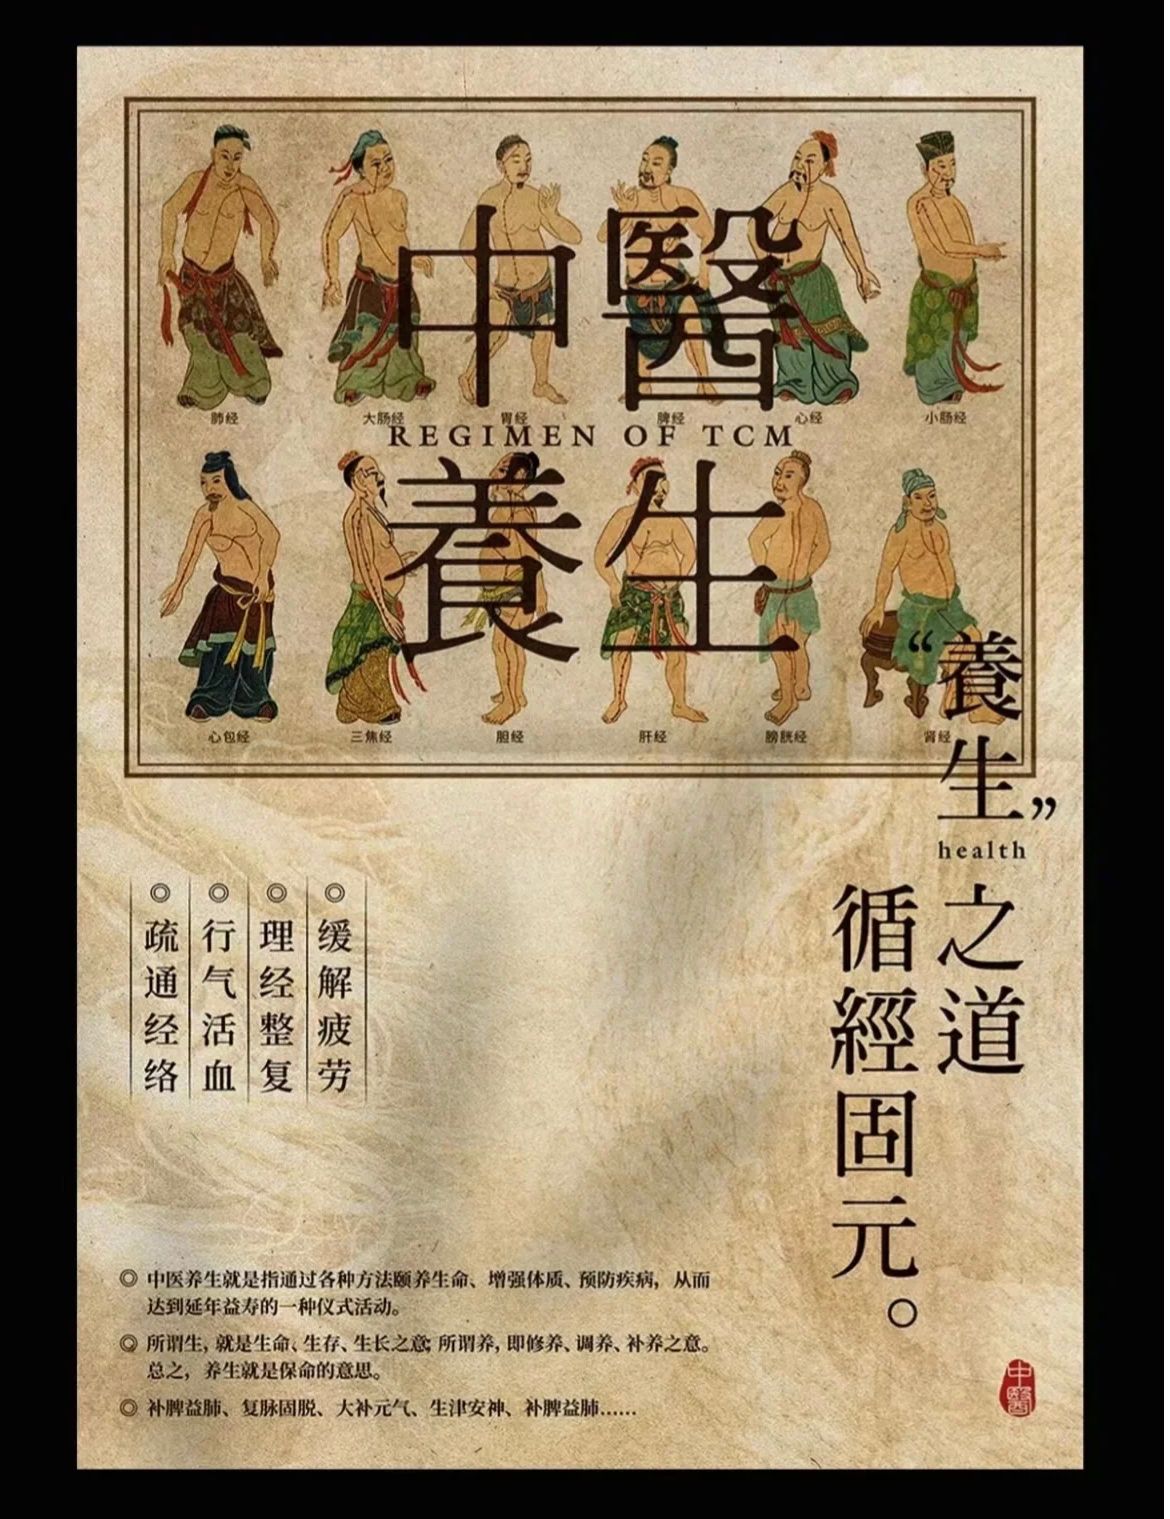 中醫
REGIMEN OF TCM
養生
肺经
大肠经
胃经
脾经
心经
小肠经
心包经
三焦经
胆经
肝经
膀胱经
肾经
“養生”
health
之道
循經固元。
缓解疲劳
理经整复
行气活血
疏通经络
◎ 中医养生就是指通过各种方法颐养生命、增强体质、预防疾病，从而
达到延年益寿的一种仪式活动。
◎ 所谓生，就是生命、生存、生长之意；所谓养，即修养、调养、补养之意。
总之，养生就是保命的意思。
◎ 补脾益肺、复脉固脱、大补元气、生津安神、补脾益肺……
中醫